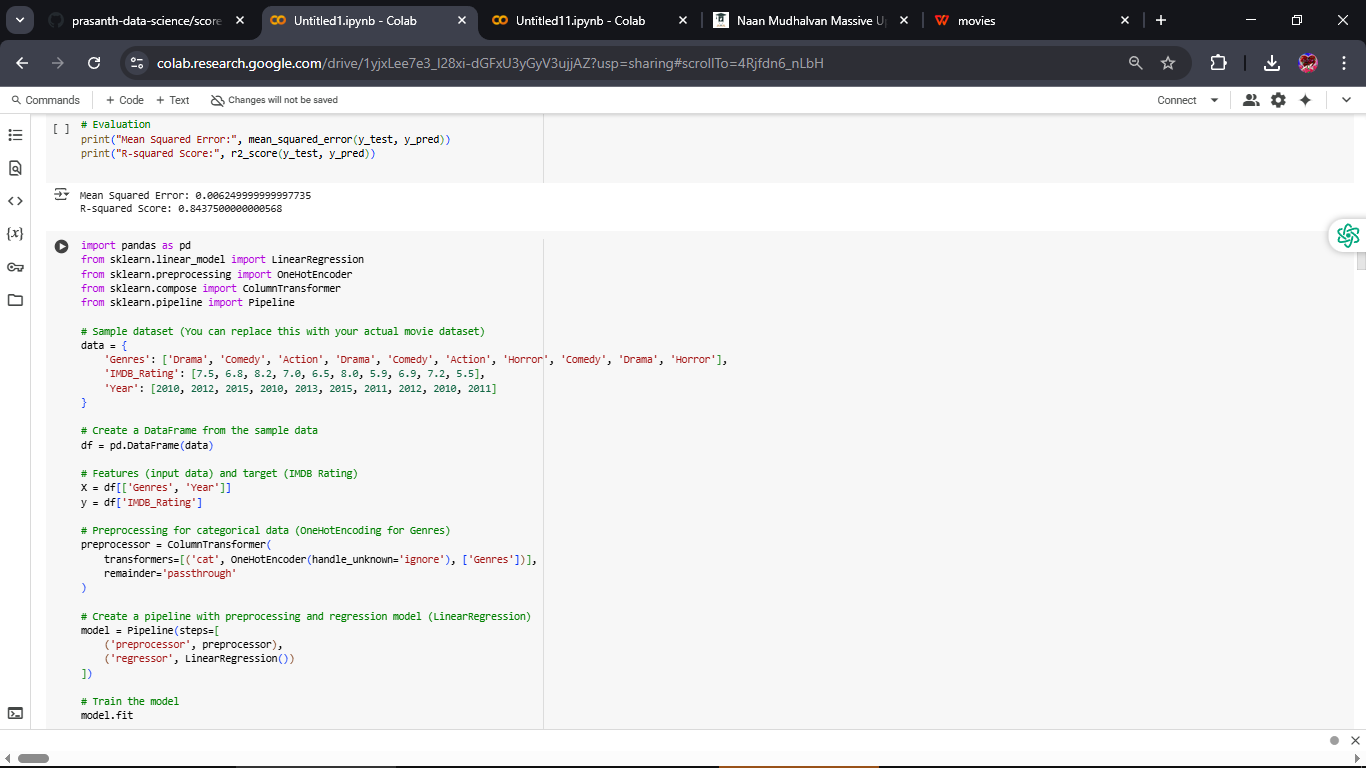 prasanth-data-science/score
Untitled1.ipynb - Colab
Untitled11.ipynb - Colab
Naan Mudhalvan Massive U
movies
colab.research.google.com/drive/1yjxLee7e3_I28xi-dGFxU3yGyV3ujjAZ?usp=sharing#scrollTo=4Rjfdn6_nLbH
Commands
+ Code
+ Text
Changes will not be saved
Connect
[ ]
# Evaluation
print("Mean Squared Error:", mean_squared_error(y_test, y_pred))
print("R-squared Score:", r2_score(y_test, y_pred))
Mean Squared Error: 0.006249999999997735
R-squared Score: 0.8437500000000568
import pandas as pd
from sklearn.linear_model import LinearRegression
from sklearn.preprocessing import OneHotEncoder
from sklearn.compose import ColumnTransformer
from sklearn.pipeline import Pipeline
# Sample dataset (You can replace this with your actual movie dataset)
data = {
'Genres': ['Drama', 'Comedy', 'Action', 'Drama', 'Comedy', 'Action', 'Horror', 'Comedy', 'Drama', 'Horror'],
'IMDB_Rating': [7.5, 6.8, 8.2, 7.0, 6.5, 8.0, 5.9, 6.9, 7.2, 5.5],
'Year': [2010, 2012, 2015, 2010, 2013, 2015, 2011, 2012, 2010, 2011]
}
# Create a DataFrame from the sample data
df = pd.DataFrame(data)
# Features (input data) and target (IMDB Rating)
X = df[['Genres', 'Year']]
y = df['IMDB_Rating']
# Preprocessing for categorical data (OneHotEncoding for Genres)
preprocessor = ColumnTransformer(
transformers=[('cat', OneHotEncoder(handle_unknown='ignore'), ['Genres'])],
remainder='passthrough'
)
# Create a pipeline with preprocessing and regression model (LinearRegression)
model = Pipeline(steps=[
('preprocessor', preprocessor),
('regressor', LinearRegression())
])
# Train the model
model.fit